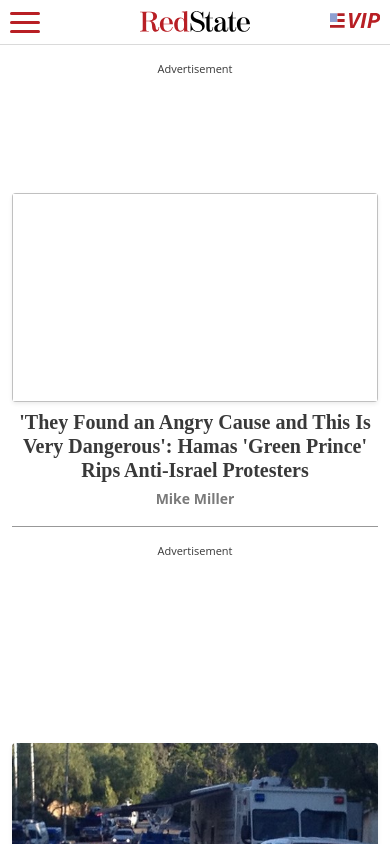 RedState
VIP
Advertisement
'They Found an Angry Cause and This Is
Very Dangerous': Hamas 'Green Prince'
Rips Anti-Israel Protesters
Mike Miller
Advertisement